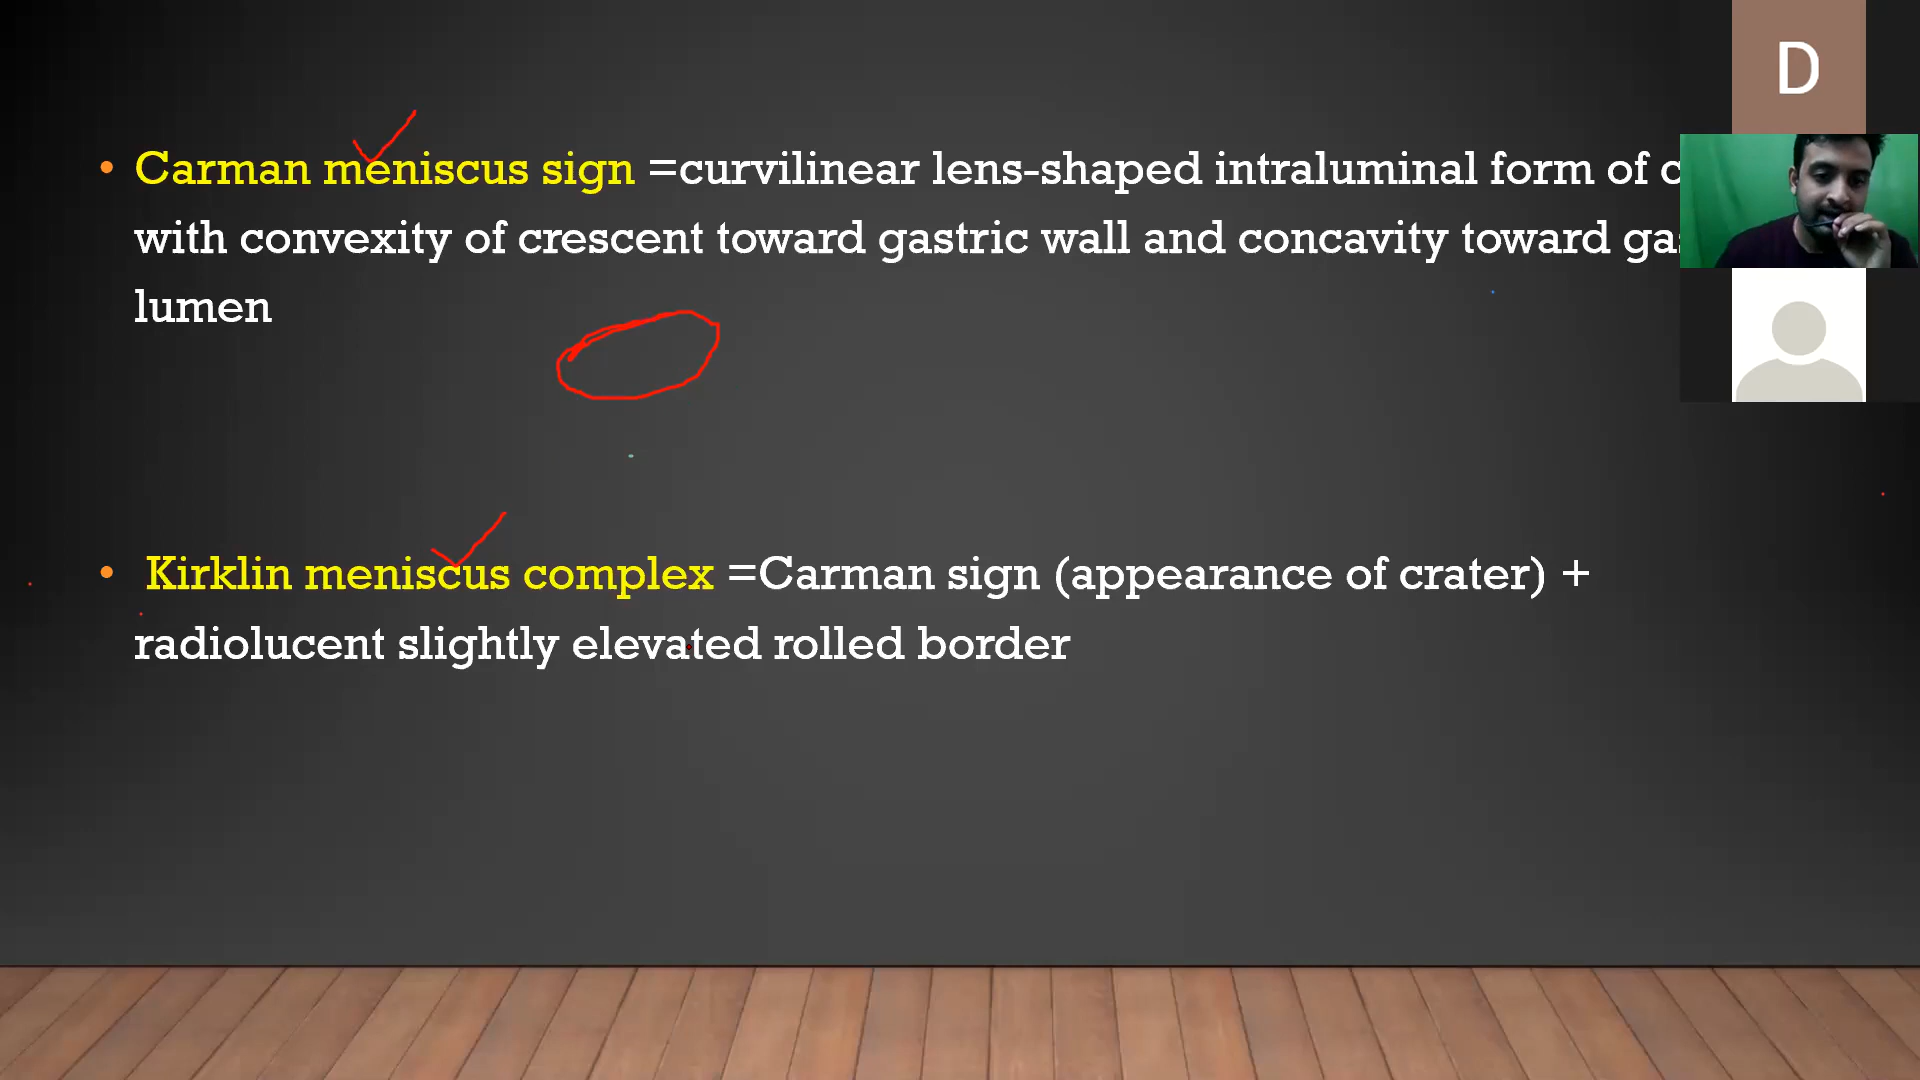 D
• Carman meniscus sign =curvilinear lens-shaped intraluminal form of
with convexity of crescent toward gastric wall and concavity toward
lumen
• Kirklin meniscus complex =Carman sign (appearance of crater) +
radiolucent slightly elevated rolled border